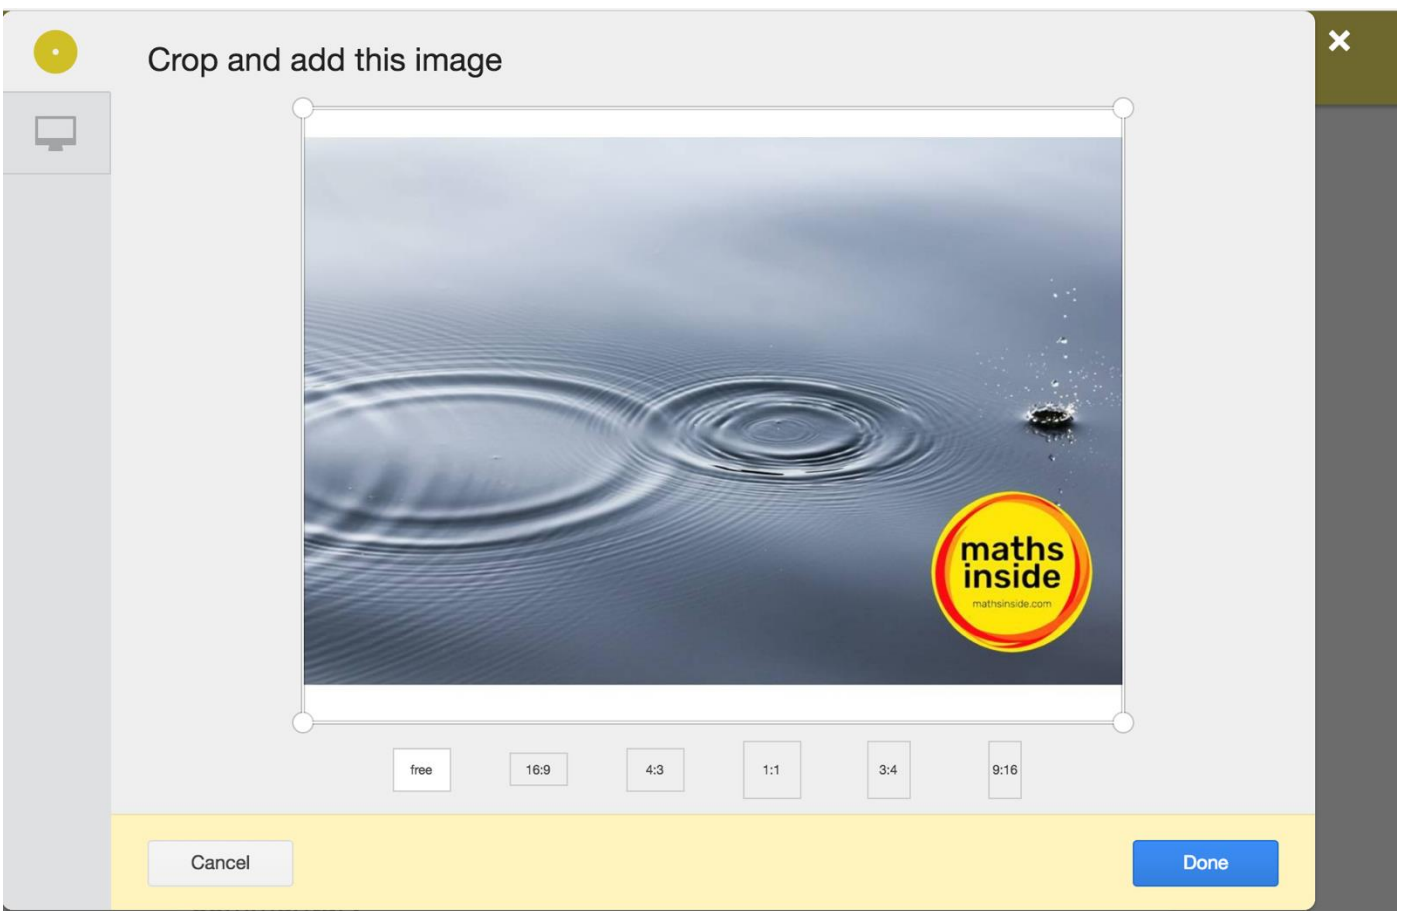 Crop and add this image
maths
inside
mathsinside.com
free
16:9
4:3
1:1
3:4
9:16
Cancel
Done